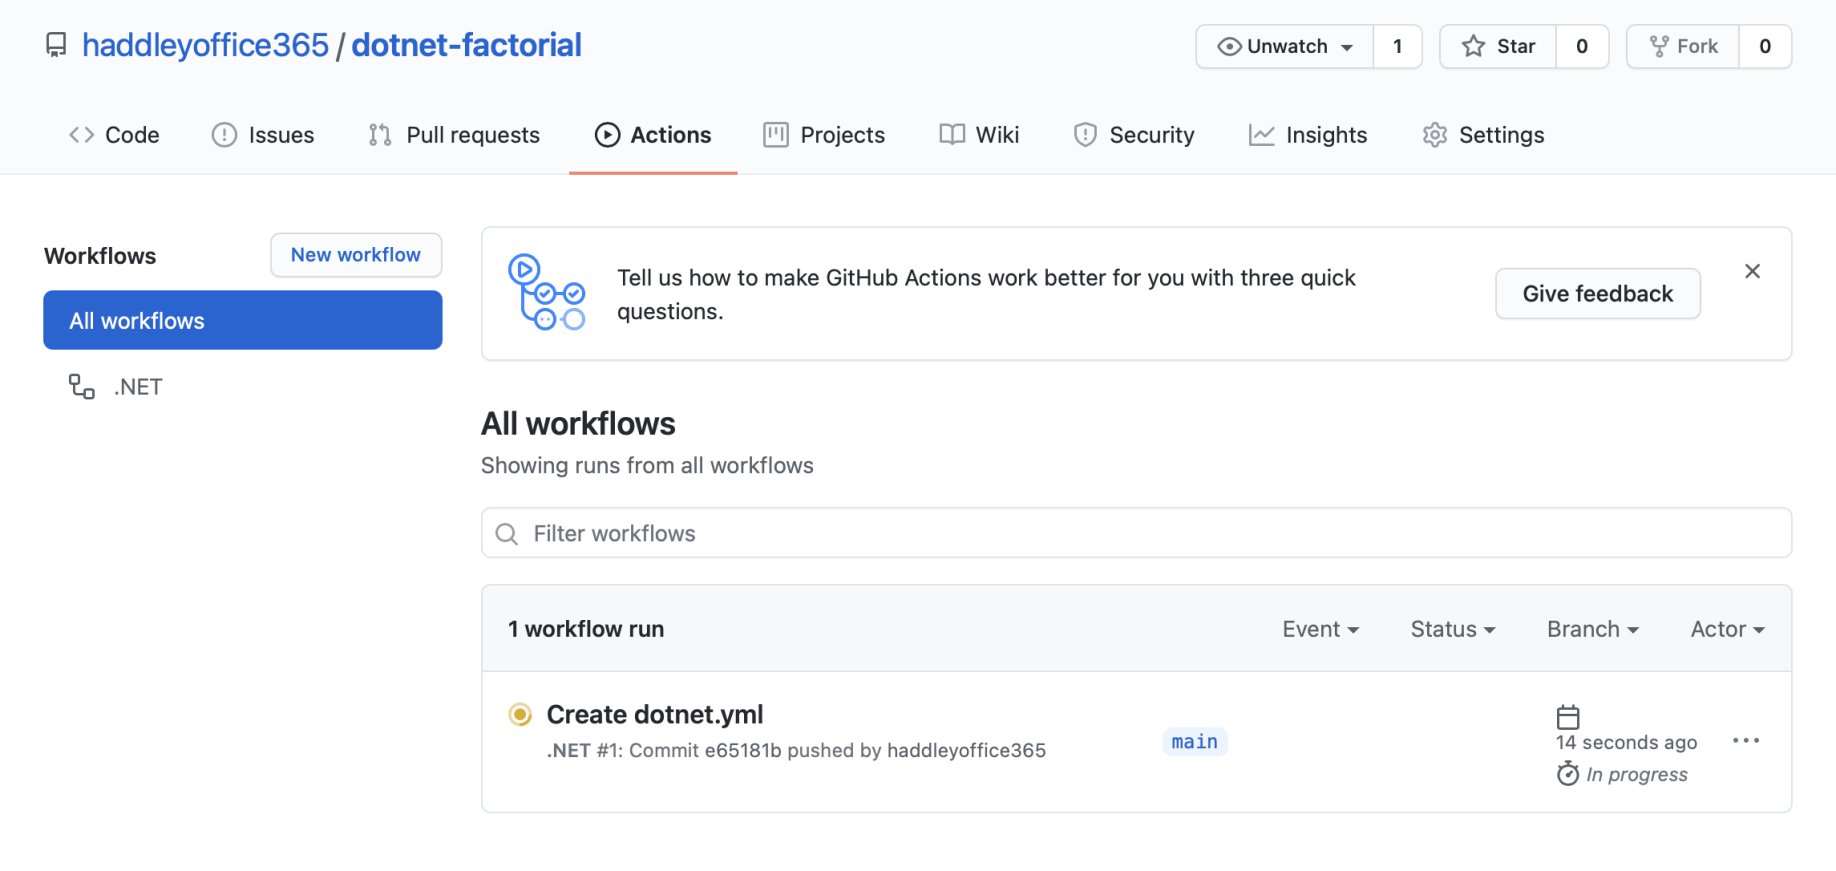 haddleyoffice365 / dotnet-factorial
Unwatch 1 Star 0 Fork 0
Code Issues Pull requests Actions Projects Wiki Security Insights Settings
Workflows New workflow
All workflows
.NET
Tell us how to make GitHub Actions work better for you with three quick
questions.
Give feedback
All workflows
Showing runs from all workflows
Filter workflows
1 workflow run Event Status Branch Actor
Create dotnet.yml
.NET #1: Commit e65181b pushed by haddleyoffice365
main
14 seconds ago
In progress